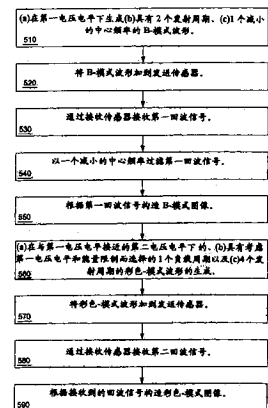 (a)在第一电压电平下生成(b)具有2个发射周期、(c)1个减小
的中心频率的B-模式波形。
510
将B-模式波形加到发送传感器。
520
通过接收传感器接收第一回波信号。
530
以一个减小的中心频率过滤第一回波信号。
540
根据第一回波信号构造B-模式图像。
550
(a)在与第一电压电平接近的第二电压电平下的、(b)具有考虑
第一电压电平和能量限制而选择的1个负载周期以及(c)4个发
射周期的彩色-模式波形的生成。
560
将彩色-模式波形加到发送传感器。
570
通过接收传感器接收第二回波信号。
580
根据接收到的回波信号构造彩色-模式图像。
590